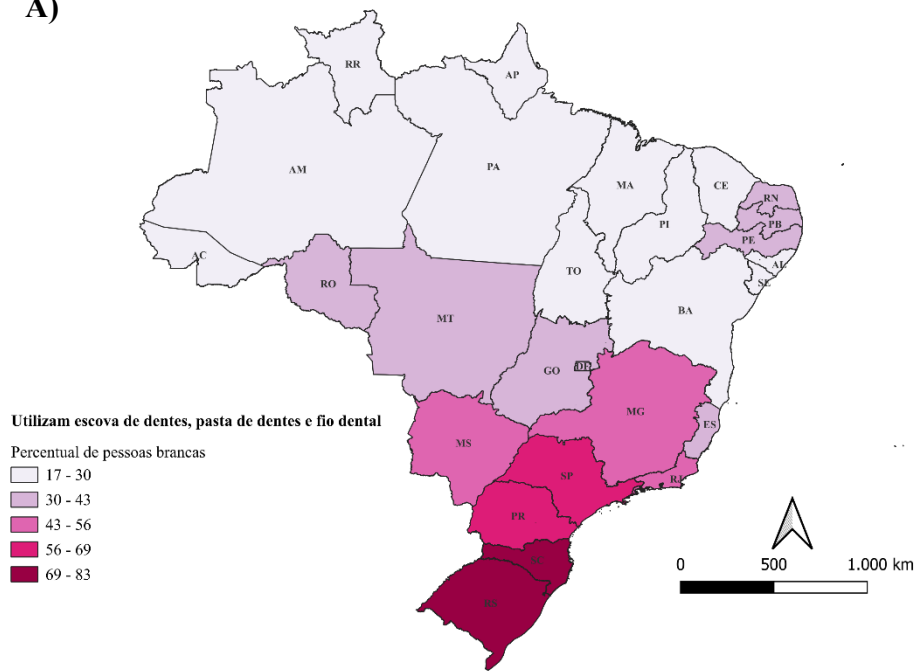 A)
RR
AP
AM
PA
MA
CE
RN
PB
PE
PI
AL
SE
AC
TO
RO
BA
MT
GO
DF
MG
ES
MS
SP
RJ
PR
SC
RS
Utilizam escova de dentes, pasta de dentes e fio dental
Percentual de pessoas brancas
17 - 30
30 - 43
43 - 56
56 - 69
69 - 83
0 500 1.000 km